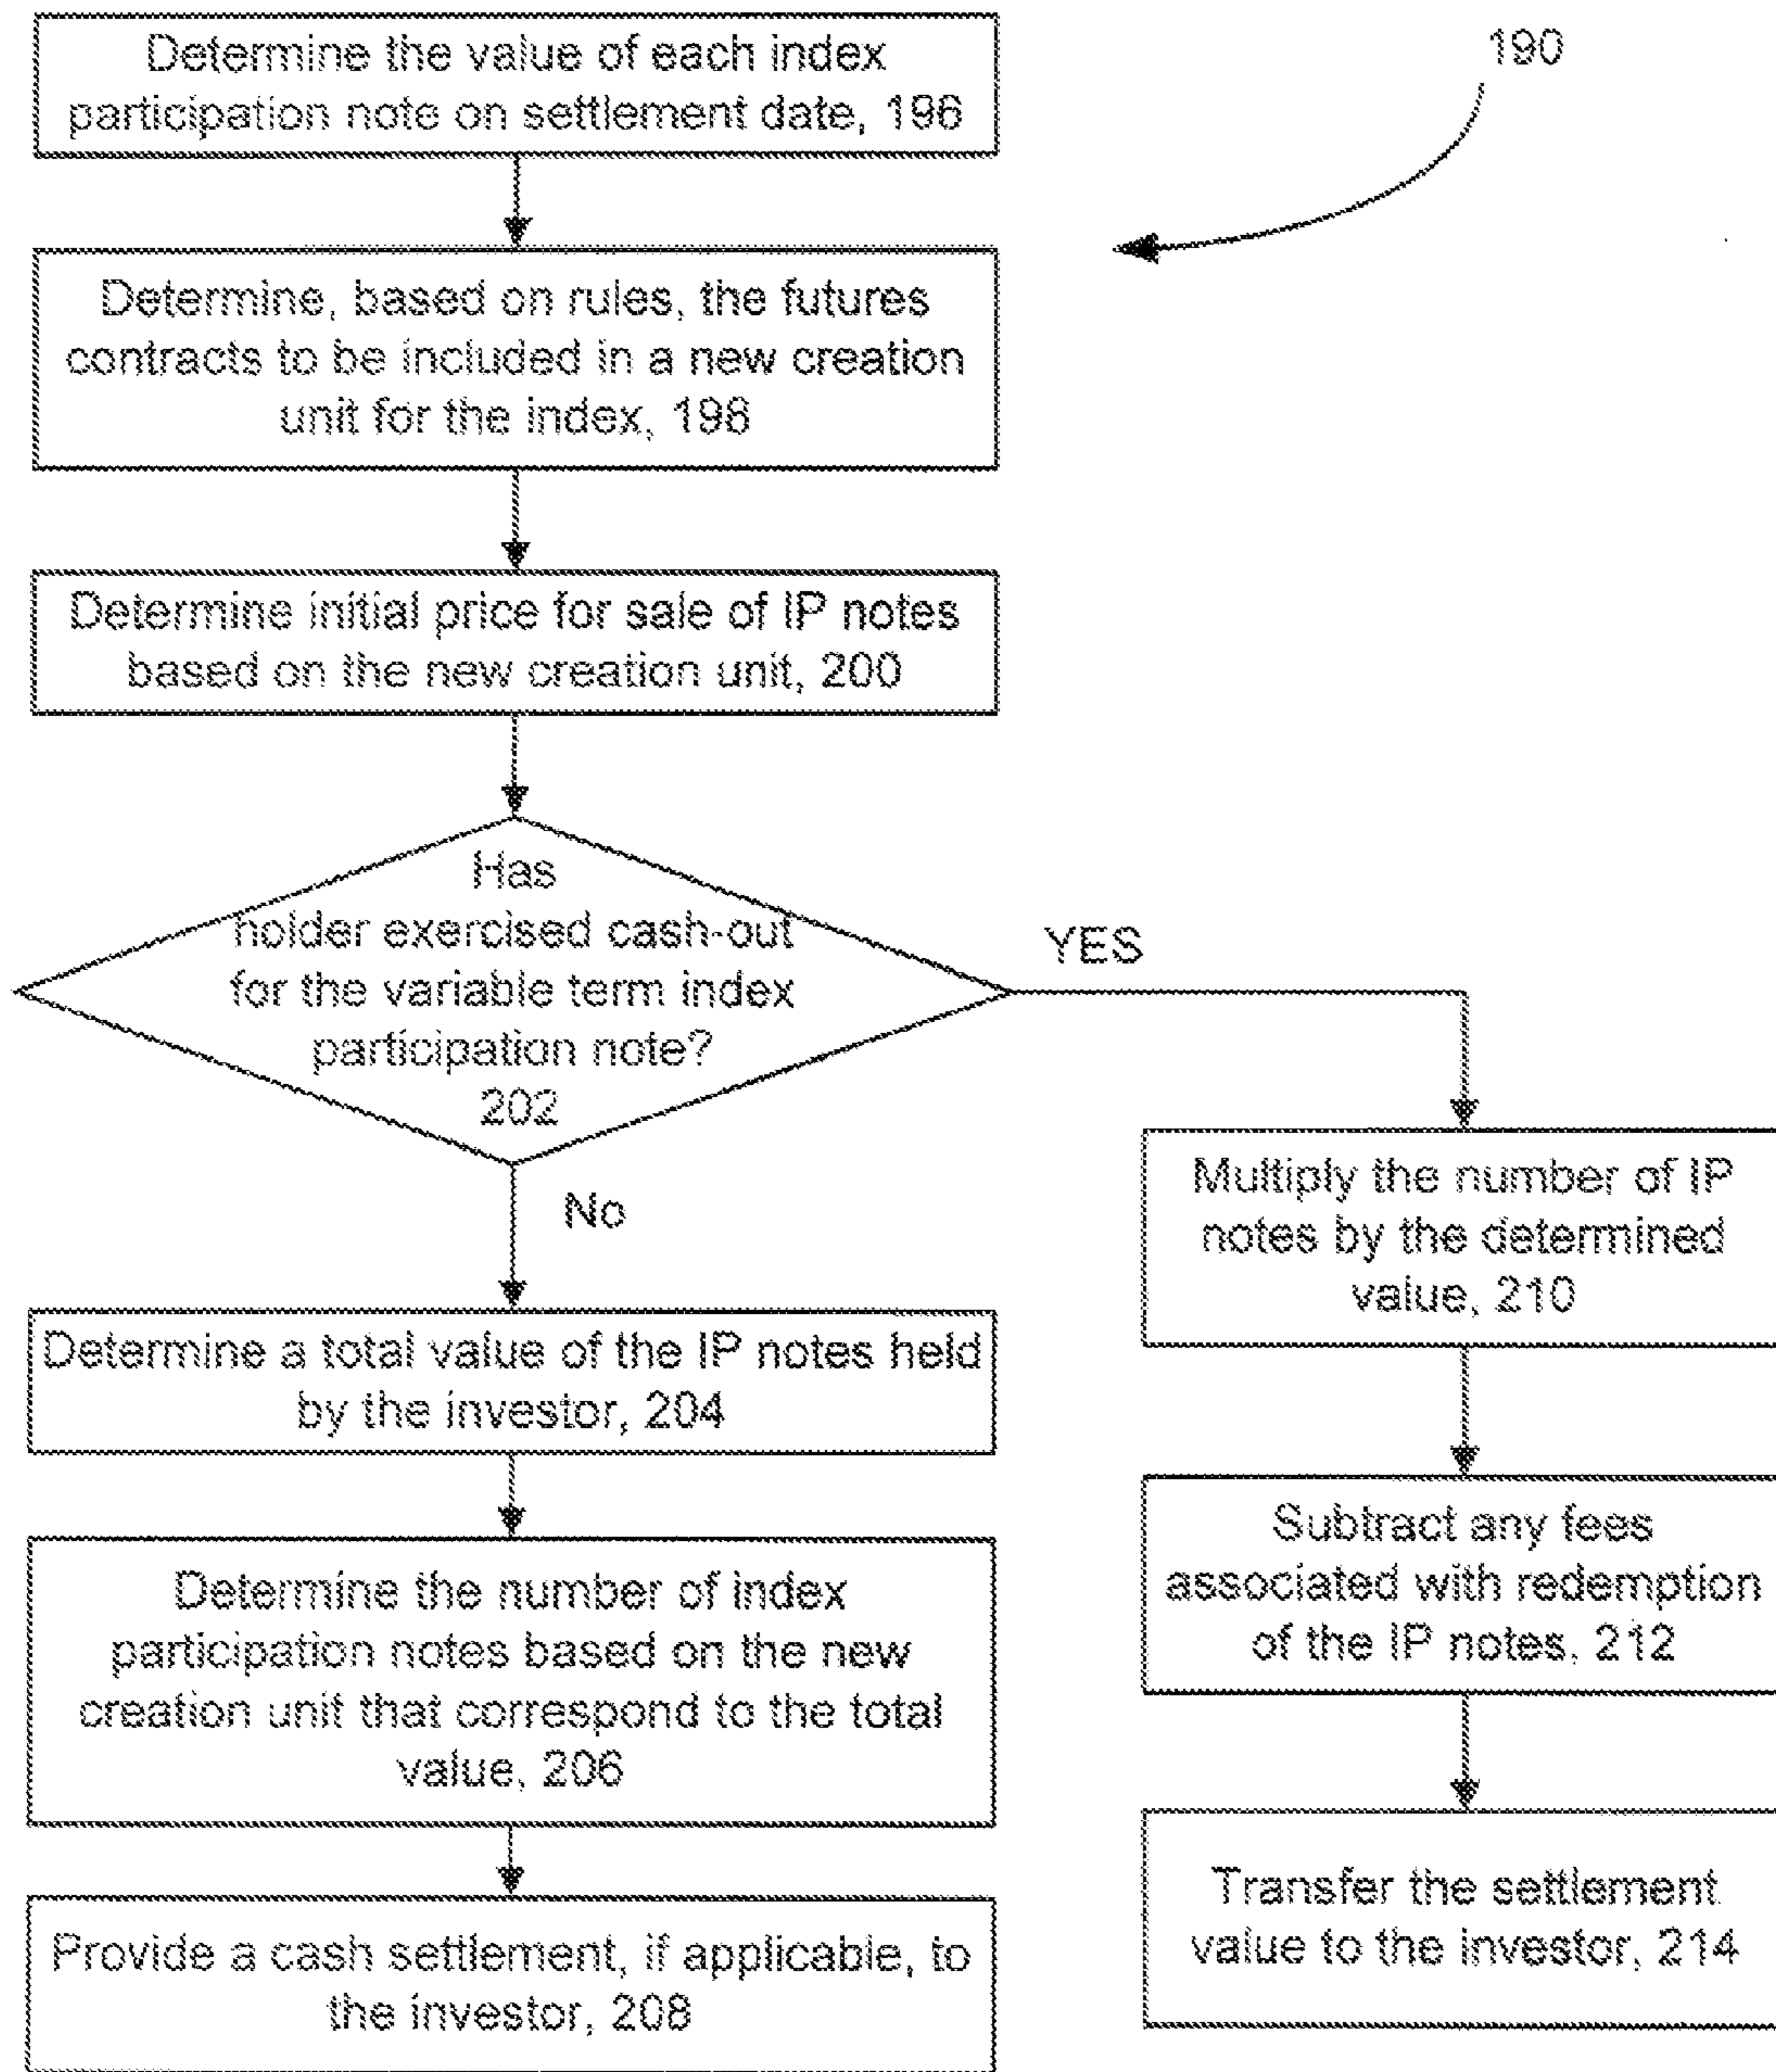 Determine the value of each index
participation note on settlement date, 196
190
Determine, based on rules, the futures
contracts to be included in a new creation
unit for the index, 198
Determine initial price for sale of IP notes
based on the new creation unit, 200
Has
holder exercised cash-out
for the variable term index
participation note?
202
YES
No
Determine a total value of the IP notes held
by the investor, 204
Determine the number of index
participation notes based on the new
creation unit that correspond to the total
value, 206
Provide a cash settlement, if applicable, to
the investor, 208
Multiply the number of IP
notes by the determined
value, 210
Subtract any fees
associated with redemption
of the IP notes, 212
Transfer the settlement
value to the investor, 214